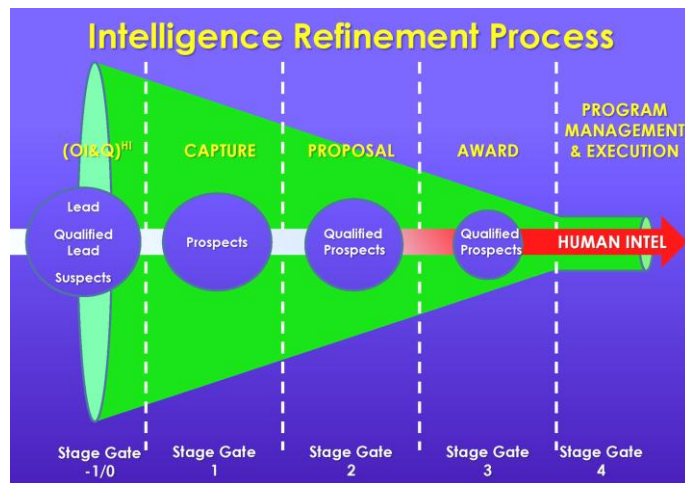 Intelligence Refinement Process
(OI&Q)HI
CAPTURE
PROPOSAL
AWARD
PROGRAM
MANAGEMENT
& EXECUTION
Lead
Qualified
Lead
Suspects
Prospects
Qualified
Prospects
Qualified
Prospects
HUMAN INTEL
Stage Gate
-1/0
Stage Gate
1
Stage Gate
2
Stage Gate
3
Stage Gate
4